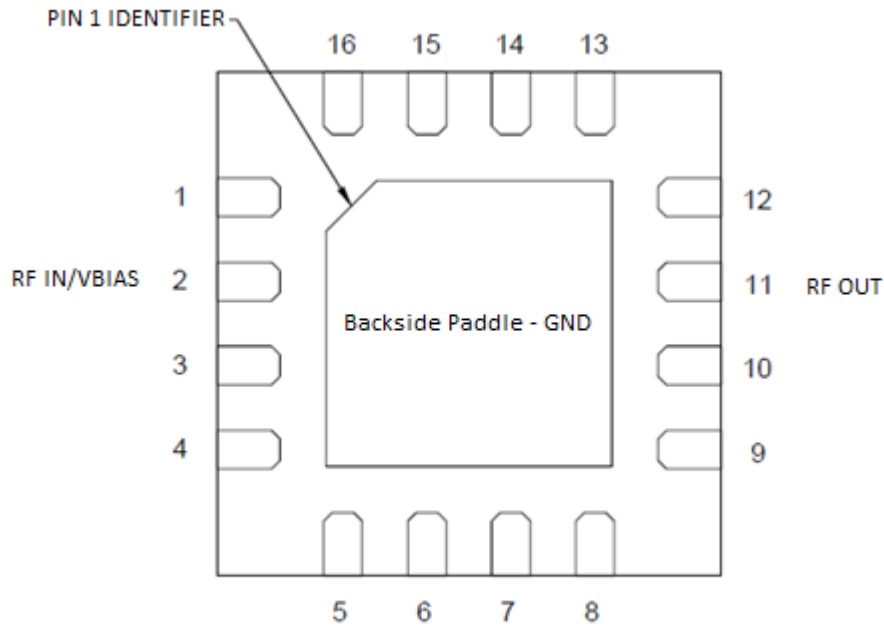 PIN 1 IDENTIFIER
16 15 14 13
1 12
RF IN/VBIAS 2 11 RF OUT
Backside Paddle - GND
3 10
4 9
5 6 7 8